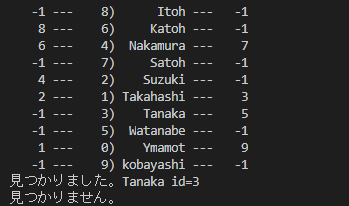 -1 --- 8) Itoh --- -1
8 --- 6) Katoh --- -1
6 --- 4) Nakamura --- 7
-1 --- 7) Satoh --- -1
4 --- 2) Suzuki --- -1
2 --- 1) Takahashi --- 3
-1 --- 3) Tanaka --- 5
-1 --- 5) Watanabe --- -1
1 --- 0) Ymamot --- 9
-1 --- 9) kobayashi --- -1
見つかりました。Tanaka id=3
見つかりません。